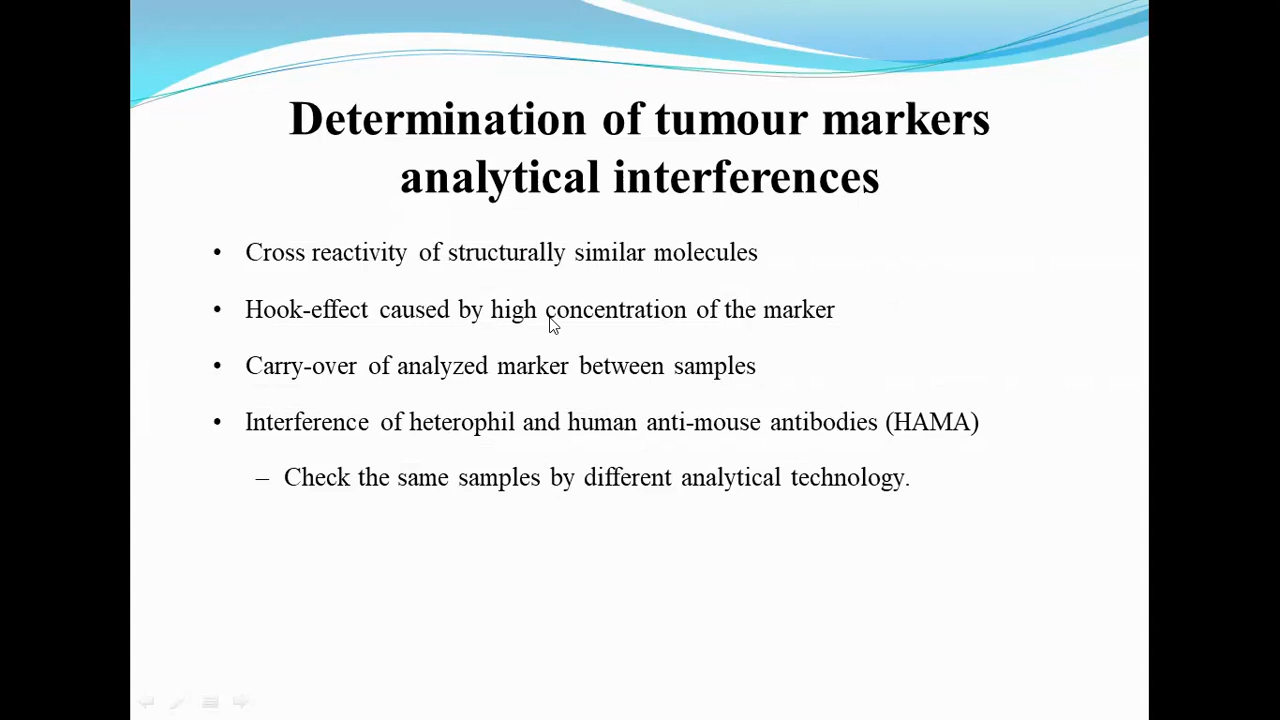 Determination of tumour markers
analytical interferences
• Cross reactivity of structurally similar molecules
• Hook-effect caused by high concentration of the marker
• Carry-over of analyzed marker between samples
• Interference of heterophil and human anti-mouse antibodies (HAMA)
– Check the same samples by different analytical technology.